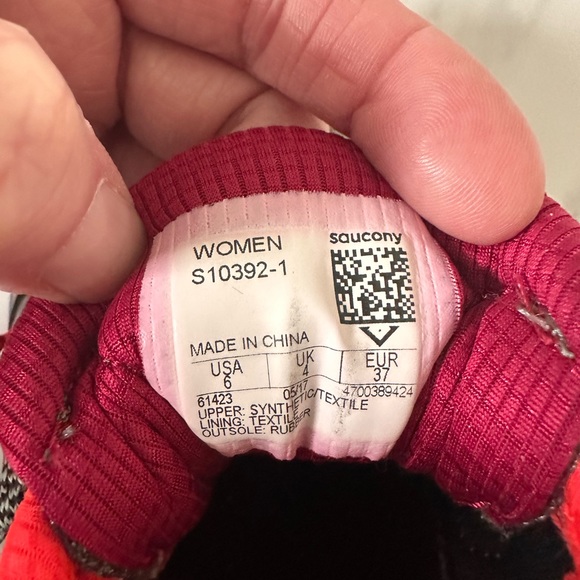 WOMEN
S10392-1
saucony
MADE IN CHINA
USA UK EUR
6 4 37
61423 05/17 4700389424
UPPER: SYNTHETIC/TEXTILE
LINING: TEXTILE
OUTSOLE: RUBBER